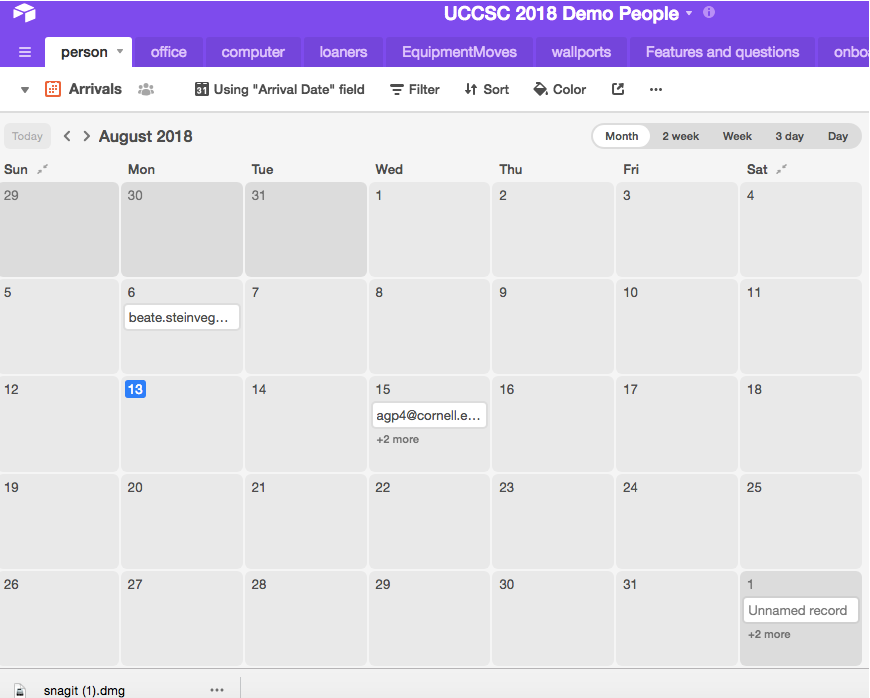 UCCSC 2018 Demo People
person office computer loaners EquipmentMoves wallports Features and questions onboa
Arrivals 31 Using "Arrival Date" field Filter Sort Color ...
Today < > August 2018 Month 2 week Week 3 day Day
Sun Mon Tue Wed Thu Fri Sat
29 30 31 1 2 3 4
5 6 7 8 9 10 11
beate.steinveg...
12 13 14 15 16 17 18
agp4@cornell.e...
+2 more
19 20 21 22 23 24 25
26 27 28 29 30 31 1
Unnamed record
+2 more
snagit (1).dmg ...